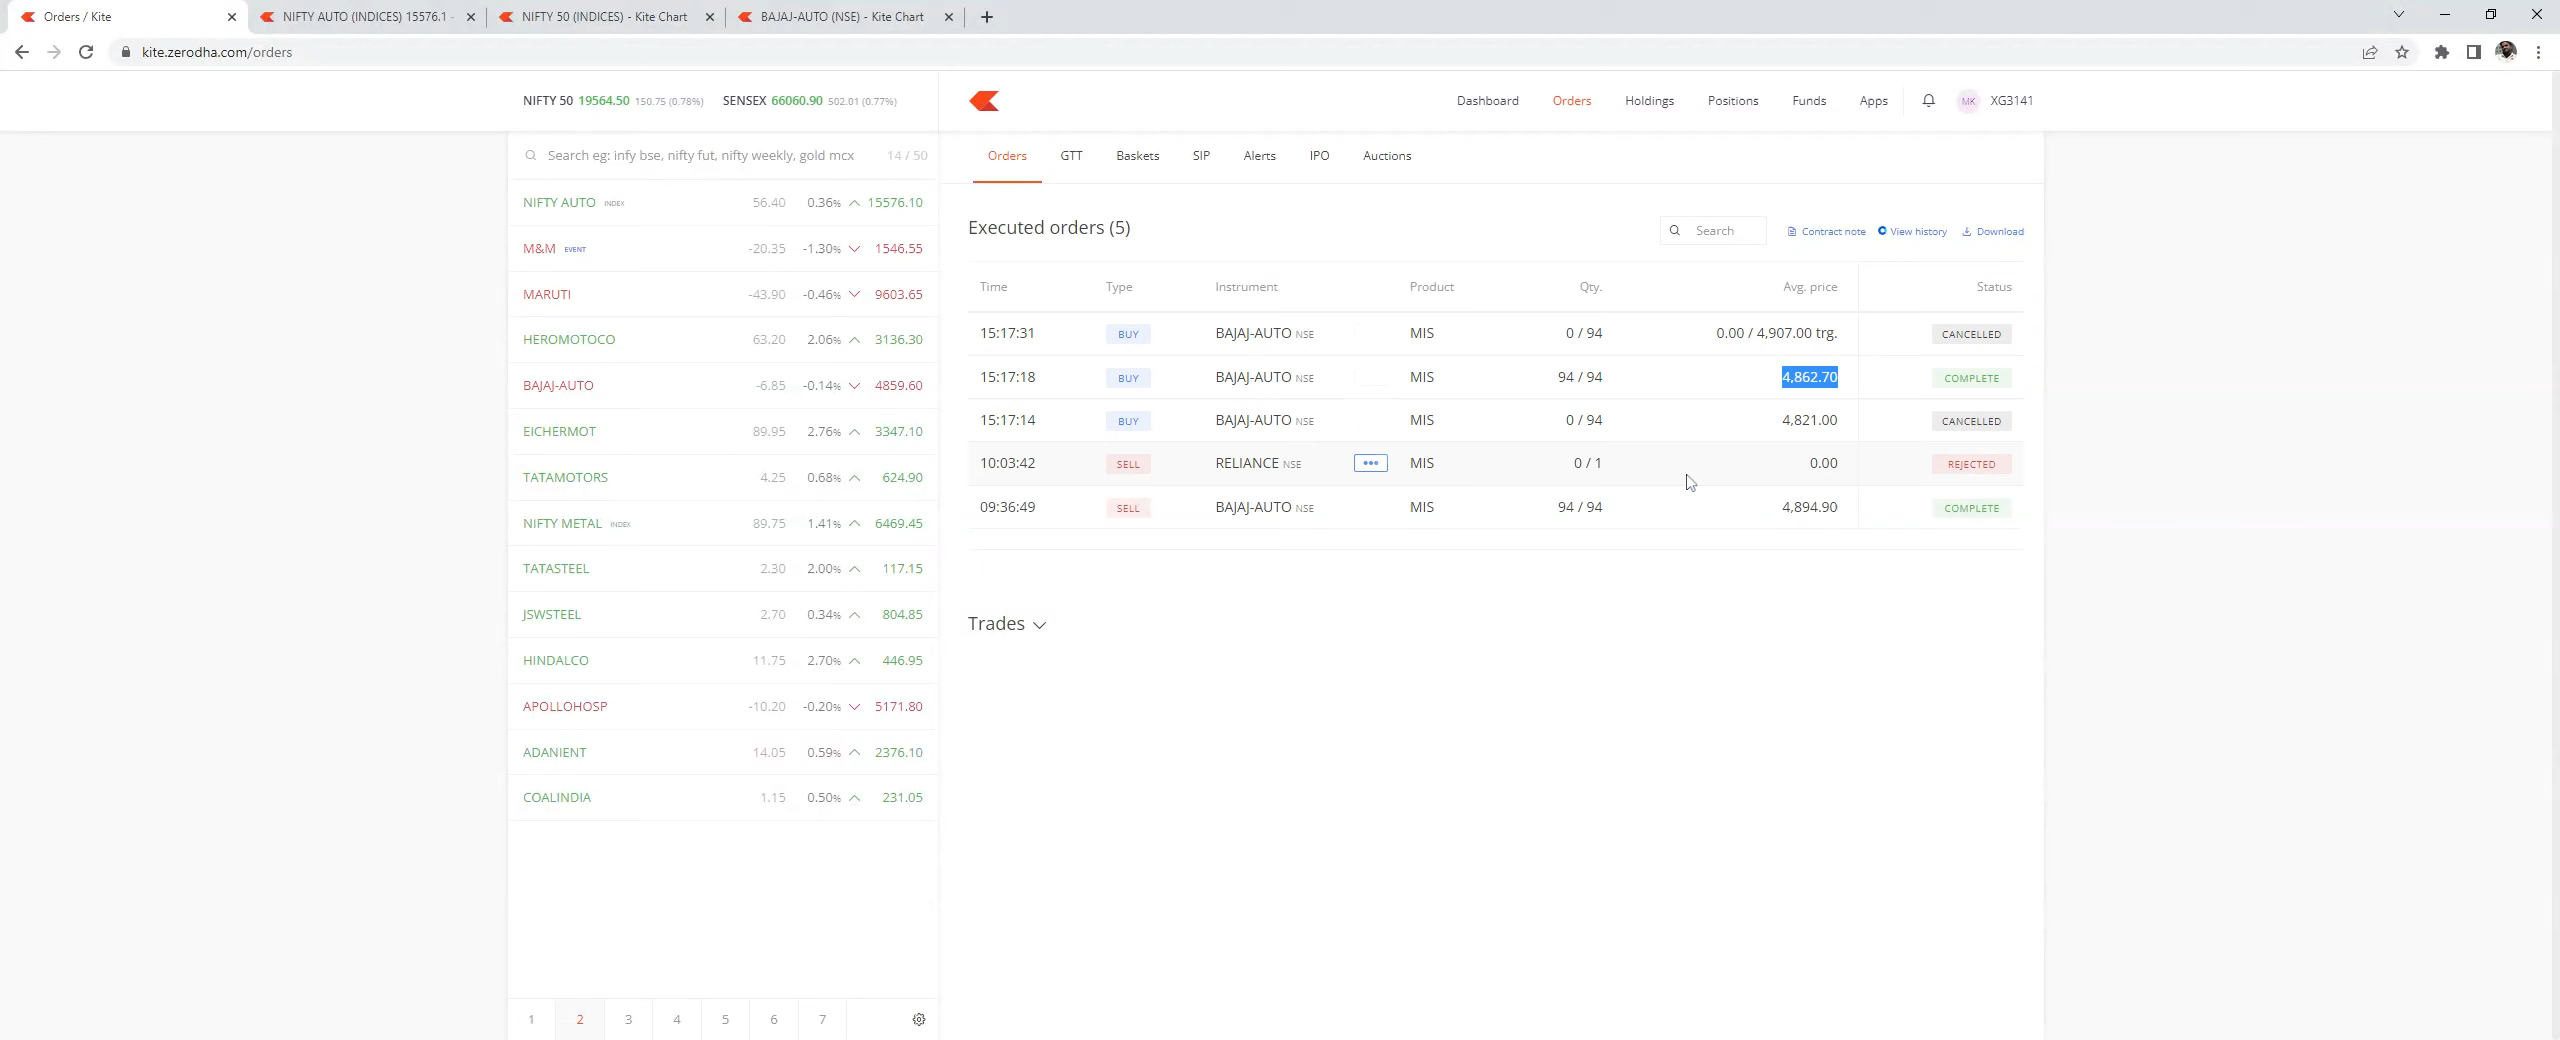 Orders / Kite
NIFTY AUTO (INDICES) 15576.1 -
NIFTY 50 (INDICES) - Kite Chart
BAJAJ-AUTO (NSE) - Kite Chart
kite.zerodha.com/orders
NIFTY 50 19564.50 150.75 (0.78%) SENSEX 66060.90 502.01 (0.77%)
Dashboard Orders Holdings Positions Funds Apps MK XG3141
Search eg: infy bse, nifty fut, nifty weekly, gold mcx 14 / 50
NIFTY AUTO INDEX 56.40 0.36% 15576.10
M&M EVENT -20.35 -1.30% 1546.55
MARUTI -43.90 -0.46% 9603.65
HEROMOTOCO 63.20 2.06% 3136.30
BAJAJ-AUTO -6.85 -0.14% 4859.60
EICHERMOT 89.95 2.76% 3347.10
TATAMOTORS 4.25 0.68% 624.90
NIFTY METAL INDEX 89.75 1.41% 6469.45
TATASTEEL 2.30 2.00% 117.15
JSWSTEEL 2.70 0.34% 804.85
HINDALCO 11.75 2.70% 446.95
APOLLOHOSP -10.20 -0.20% 5171.80
ADANIENT 14.05 0.59% 2376.10
COALINDIA 1.15 0.50% 231.05
1 2 3 4 5 6 7
Orders GTT Baskets SIP Alerts IPO Auctions
Executed orders (5)
Search Contract note View history Download
Time Type Instrument Product Qty. Avg. price Status
15:17:31 BUY BAJAJ-AUTO NSE MIS 0 / 94 0.00 / 4,907.00 trg. CANCELLED
15:17:18 BUY BAJAJ-AUTO NSE MIS 94 / 94 4,862.70 COMPLETE
15:17:14 BUY BAJAJ-AUTO NSE MIS 0 / 94 4,821.00 CANCELLED
10:03:42 SELL RELIANCE NSE MIS 0 / 1 0.00 REJECTED
09:36:49 SELL BAJAJ-AUTO NSE MIS 94 / 94 4,894.90 COMPLETE
Trades